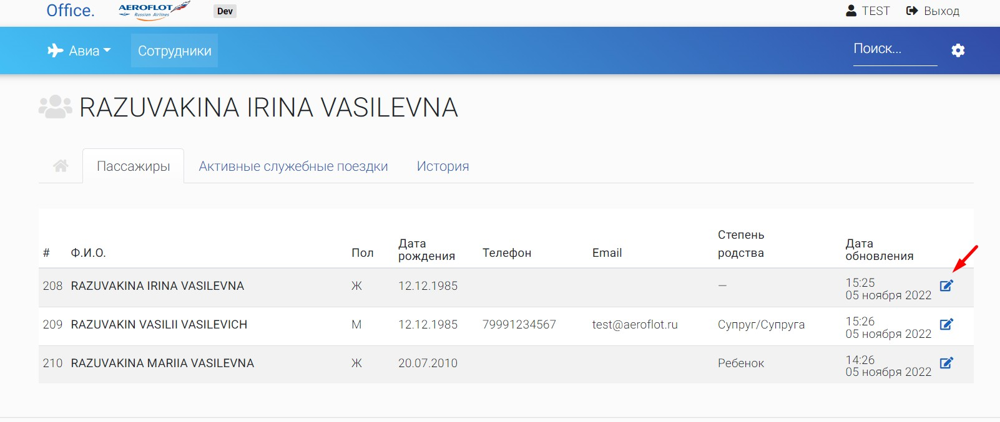 Office. AEROFLOT Russian Airlines Dev TEST Выход
Авиа Сотрудники Поиск...
RAZUVAKINA IRINA VASILEVNA
Пассажиры Активные служебные поездки История
# Ф.И.О. Пол Дата рождения Телефон Email Степень родства Дата обновления
208 RAZUVAKINA IRINA VASILEVNA Ж 12.12.1985 — 15:25 05 ноября 2022
209 RAZUVAKIN VASILII VASILEVICH М 12.12.1985 79991234567 test@aeroflot.ru Супруг/Супруга 15:26 05 ноября 2022
210 RAZUVAKINA MARIIA VASILEVNA Ж 20.07.2010 Ребенок 14:26 05 ноября 2022